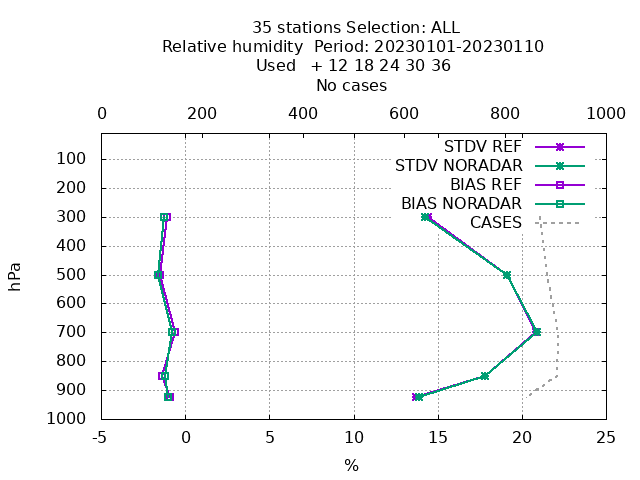 35 stations Selection: ALL
Relative humidity  Period: 20230101-20230110
Used   + 12 18 24 30 36
No cases
0 200 400 600 800 1000
STDV REF
STDV NORADAR
BIAS REF
BIAS NORADAR
CASES
100
200
300
400
500
600
700
800
900
1000
hPa
-5 0 5 10 15 20 25
%